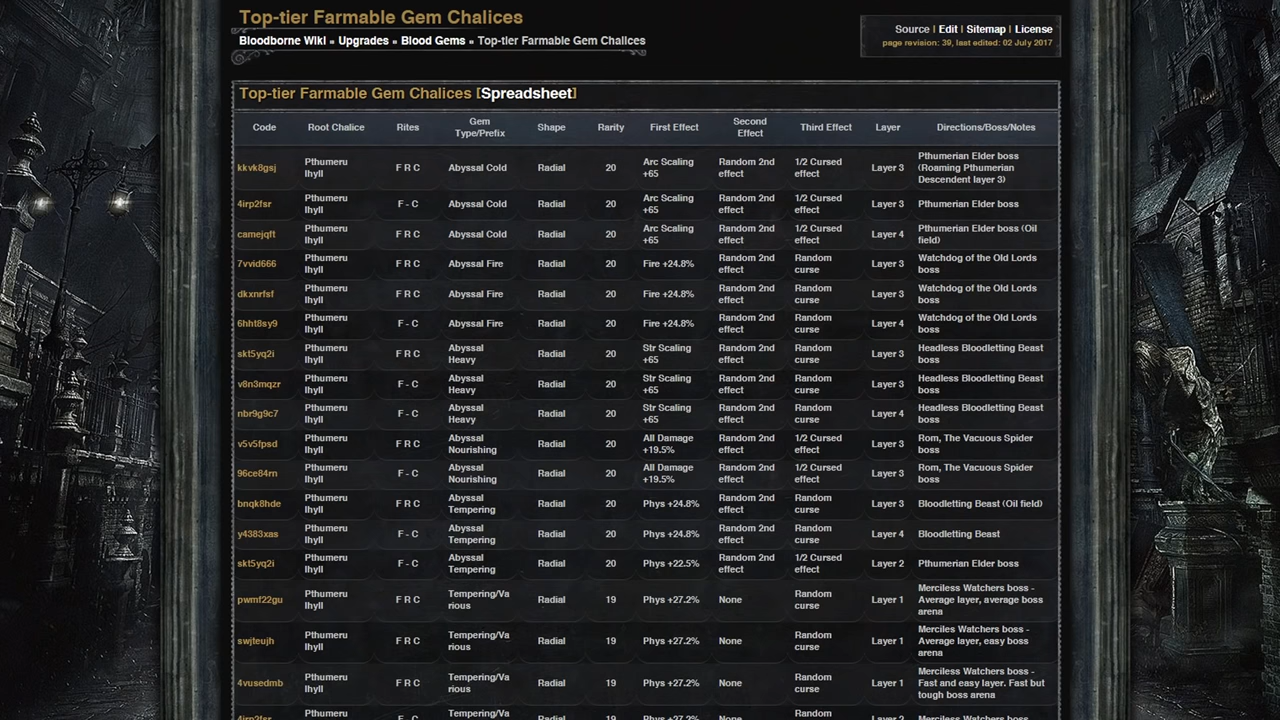 Top-tier Farmable Gem Chalices
Bloodborne Wiki » Upgrades » Blood Gems » Top-tier Farmable Gem Chalices
Source | Edit | Sitemap | License
page revision: 39, last edited: 02 July 2017
Top-tier Farmable Gem Chalices [Spreadsheet]
Code Root Chalice Rites Gem Type/Prefix Shape Rarity First Effect Second Effect Third Effect Layer Directions/Boss/Notes
kkvk8gsj Pthumeru Ihyll F R C Abyssal Cold Radial 20 Arc Scaling +65 Random 2nd effect 1/2 Cursed effect Layer 3 Pthumerian Elder boss (Roaming Pthumerian Descendent layer 3)
4irp2fsr Pthumeru Ihyll F - C Abyssal Cold Radial 20 Arc Scaling +65 Random 2nd effect 1/2 Cursed effect Layer 3 Pthumerian Elder boss
camejqft Pthumeru Ihyll F R C Abyssal Cold Radial 20 Arc Scaling +65 Random 2nd effect 1/2 Cursed effect Layer 4 Pthumerian Elder boss (Oil field)
7vvid666 Pthumeru Ihyll F R C Abyssal Fire Radial 20 Fire +24.8% Random 2nd effect Random curse Layer 3 Watchdog of the Old Lords boss
dkxnrfsf Pthumeru Ihyll F R C Abyssal Fire Radial 20 Fire +24.8% Random 2nd effect Random curse Layer 3 Watchdog of the Old Lords boss
6hht8sy9 Pthumeru Ihyll F - C Abyssal Fire Radial 20 Fire +24.8% Random 2nd effect Random curse Layer 4 Watchdog of the Old Lords boss
skt5yq2i Pthumeru Ihyll F R C Abyssal Heavy Radial 20 Str Scaling +65 Random 2nd effect Random curse Layer 3 Headless Bloodletting Beast boss
v8n3mqzr Pthumeru Ihyll F - C Abyssal Heavy Radial 20 Str Scaling +65 Random 2nd effect Random curse Layer 3 Headless Bloodletting Beast boss
nbr9g9c7 Pthumeru Ihyll F - C Abyssal Heavy Radial 20 Str Scaling +65 Random 2nd effect Random curse Layer 4 Headless Bloodletting Beast boss
v5v5fpsd Pthumeru Ihyll F R C Abyssal Nourishing Radial 20 All Damage +19.5% Random 2nd effect 1/2 Cursed effect Layer 3 Rom, The Vacuous Spider boss
96ce84rn Pthumeru Ihyll F - C Abyssal Nourishing Radial 20 All Damage +19.5% Random 2nd effect 1/2 Cursed effect Layer 3 Rom, The Vacuous Spider boss
bnqk8hde Pthumeru Ihyll F R C Abyssal Tempering Radial 20 Phys +24.8% Random 2nd effect Random curse Layer 3 Bloodletting Beast (Oil field)
y4383xas Pthumeru Ihyll F - C Abyssal Tempering Radial 20 Phys +24.8% Random 2nd effect Random curse Layer 4 Bloodletting Beast
skt5yq2i Pthumeru Ihyll F - C Abyssal Tempering Radial 20 Phys +22.5% Random 2nd effect 1/2 Cursed effect Layer 2 Pthumerian Elder boss
pwmf22gu Pthumeru Ihyll F R C Tempering/Various Radial 19 Phys +27.2% None Random curse Layer 1 Merciless Watchers boss - Average layer, average boss arena
swjteujh Pthumeru Ihyll F R C Tempering/Various Radial 19 Phys +27.2% None Random curse Layer 1 Merciles Watchers boss - Average layer, easy boss arena
4vusedmb Pthumeru Ihyll F R C Tempering/Various Radial 19 Phys +27.2% None Random curse Layer 1 Merciless Watchers boss - Fast and easy layer. Fast but tough boss arena